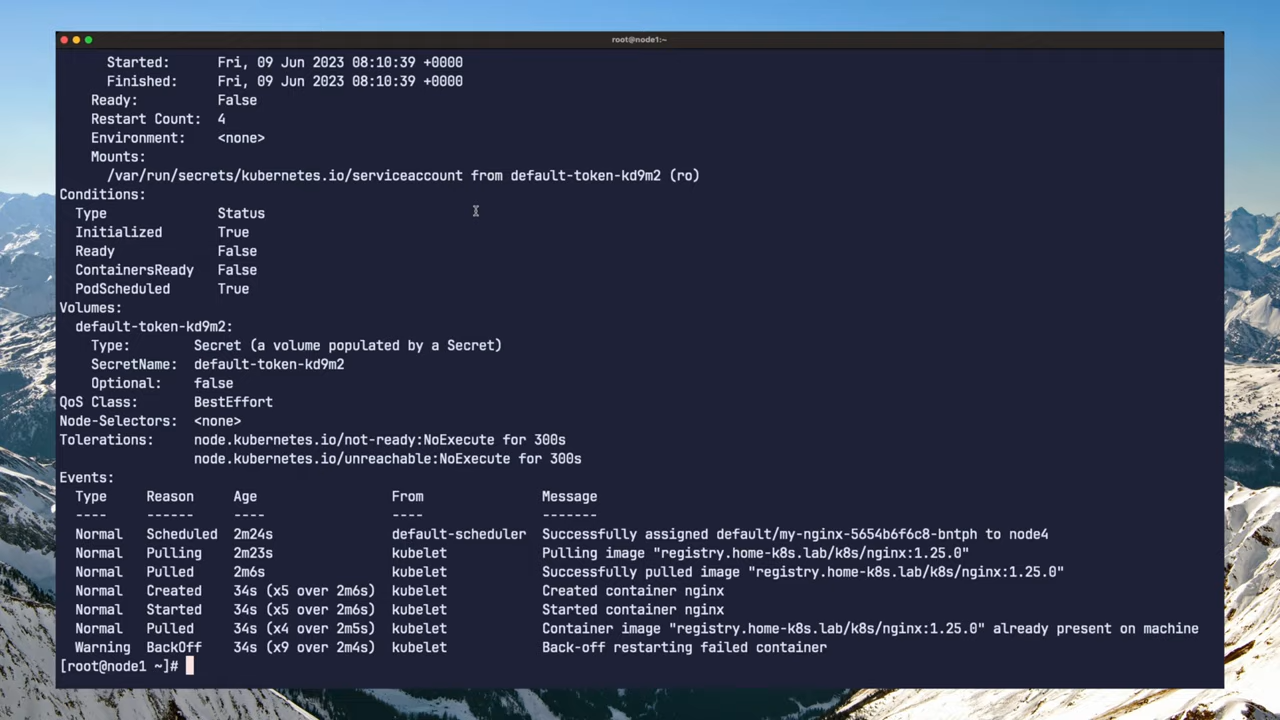 root@node1:~
Started: Fri, 09 Jun 2023 08:10:39 +0000
Finished: Fri, 09 Jun 2023 08:10:39 +0000
Ready: False
Restart Count: 4
Environment: <none>
Mounts:
/var/run/secrets/kubernetes.io/serviceaccount from default-token-kd9m2 (ro)
Conditions:
Type Status
Initialized True
Ready False
ContainersReady False
PodScheduled True
Volumes:
default-token-kd9m2:
Type: Secret (a volume populated by a Secret)
SecretName: default-token-kd9m2
Optional: false
QoS Class: BestEffort
Node-Selectors: <none>
Tolerations: node.kubernetes.io/not-ready:NoExecute for 300s
node.kubernetes.io/unreachable:NoExecute for 300s
Events:
Type Reason Age From Message
---- ------ ---- ---- -------
Normal Scheduled 2m24s default-scheduler Successfully assigned default/my-nginx-5654b6f6c8-bntph to node4
Normal Pulling 2m23s kubelet Pulling image "registry.home-k8s.lab/k8s/nginx:1.25.0"
Normal Pulled 2m6s kubelet Successfully pulled image "registry.home-k8s.lab/k8s/nginx:1.25.0"
Normal Created 34s (x5 over 2m6s) kubelet Created container nginx
Normal Started 34s (x5 over 2m6s) kubelet Started container nginx
Normal Pulled 34s (x4 over 2m5s) kubelet Container image "registry.home-k8s.lab/k8s/nginx:1.25.0" already present on machine
Warning BackOff 34s (x9 over 2m4s) kubelet Back-off restarting failed container
[root@node1 ~]#